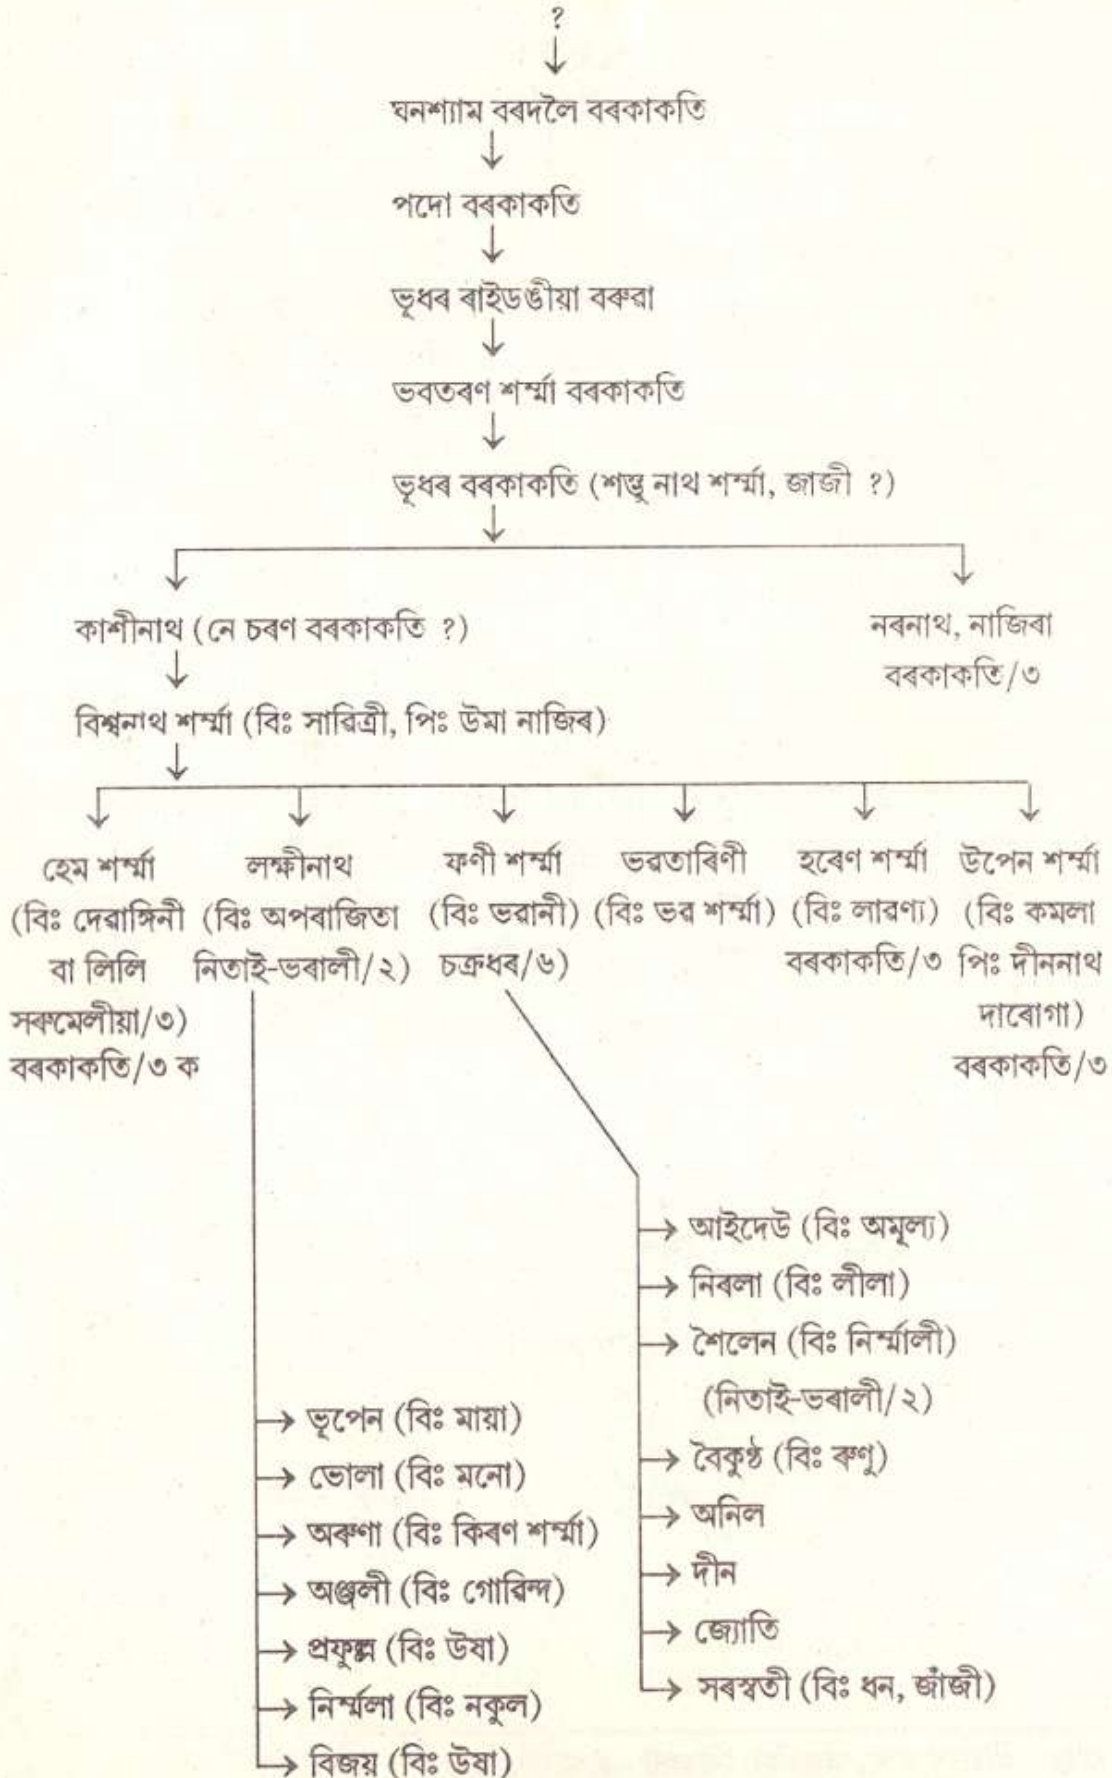 ?
ঘনশ্যাম বৰদলৈ বৰকাকতি
পদো বৰকাকতি
ভূধৰ ৰাইডঙীয়া বৰুৱা
ভবতৰণ শৰ্ম্মা বৰকাকতি
ভূধৰ বৰকাকতি (শম্ভু নাথ শৰ্ম্মা, জাজী ?)
কাশীনাথ (নে চৰণ বৰকাকতি ?)
নৰনাথ, নাজিৰা
বৰকাকতি/৩
বিশ্বনাথ শৰ্ম্মা (বিঃ সাৱিত্ৰী, পিঃ উমা নাজিৰ)
হেম শৰ্ম্মা
(বিঃ দেৱাঙ্গিনী
বা লিলি
সৰুমেলীয়া/৩)
বৰকাকতি/৩ ক
লক্ষীনাথ
(বিঃ অপৰাজিতা
নিতাই-ভৰালী/২)
ফণী শৰ্ম্মা
(বিঃ ভৱানী)
চক্ৰধৰ/৬)
ভৱতাৰিণী
(বিঃ ভৱ শৰ্ম্মা)
হৰেণ শৰ্ম্মা
(বিঃ লাৱণ্য)
বৰকাকতি/৩
উপেন শৰ্ম্মা
(বিঃ কমলা
পিঃ দীননাথ
দাৰোগা)
বৰকাকতি/৩
আইদেউ (বিঃ অমূল্য)
নিৰলা (বিঃ লীলা)
শৈলেন (বিঃ নিৰ্ম্মালী)
(নিতাই-ভৰালী/২)
বৈকুণ্ঠ (বিঃ ৰুণু)
অনিল
দীন
জ্যোতি
সৰস্বতী (বিঃ ধন, জাঁজী)
ভূপেন (বিঃ মায়া)
ভোলা (বিঃ মনো)
অৰুণা (বিঃ কিৰণ শৰ্ম্মা)
অঞ্জলী (বিঃ গোৱিন্দ)
প্ৰফুল্ল (বিঃ উষা)
নিৰ্ম্মলা (বিঃ নকুল)
বিজয় (বিঃ উষা)